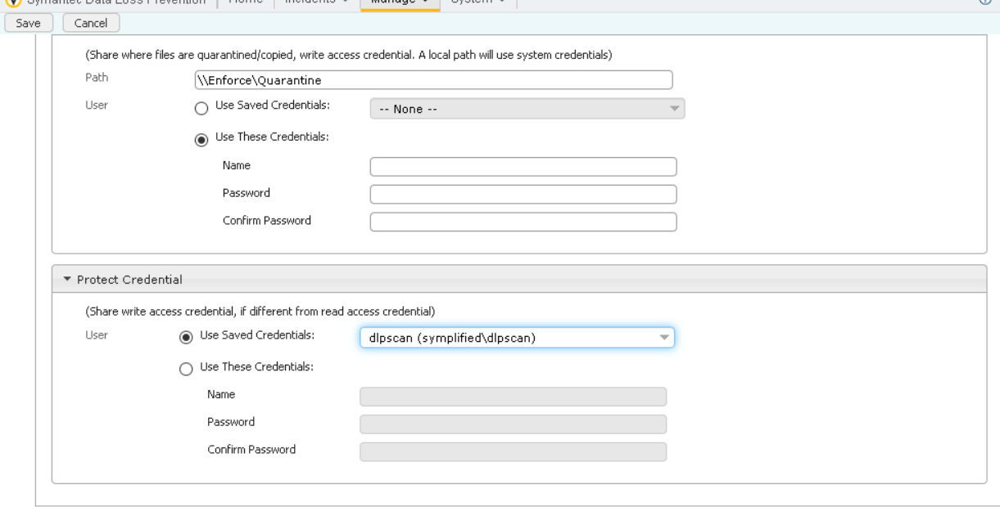 Symantec Data Loss Prevention Home Incidents Manage System
Save Cancel
(Share where files are quarantined/copied, write access credential. A local path will use system credentials)
Path \\Enforce\Quarantine
User Use Saved Credentials: -- None --
Use These Credentials:
Name
Password
Confirm Password
Protect Credential
(Share write access credential, if different from read access credential)
User Use Saved Credentials: dlpscan (symplified\dlpscan)
Use These Credentials:
Name
Password
Confirm Password